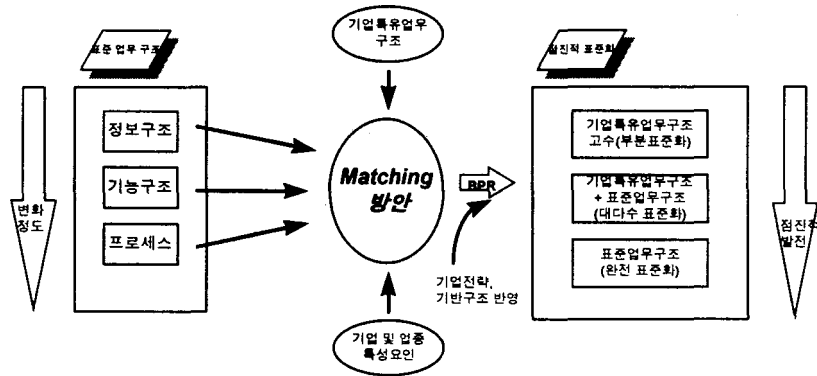 표준 업무 구조
정보구조
기능구조
프로세스
변화
정도
기업특유업무
구조
Matching
방안
기업 및 업종
특성요인
BPR
기업전략,
기반구조 반영
점진적 표준화
기업특유업무구조
고수(부분표준화)
기업특유업무구조
+ 표준업무구조
(대다수 표준화)
표준업무구조
(완전 표준화)
점진적
발전